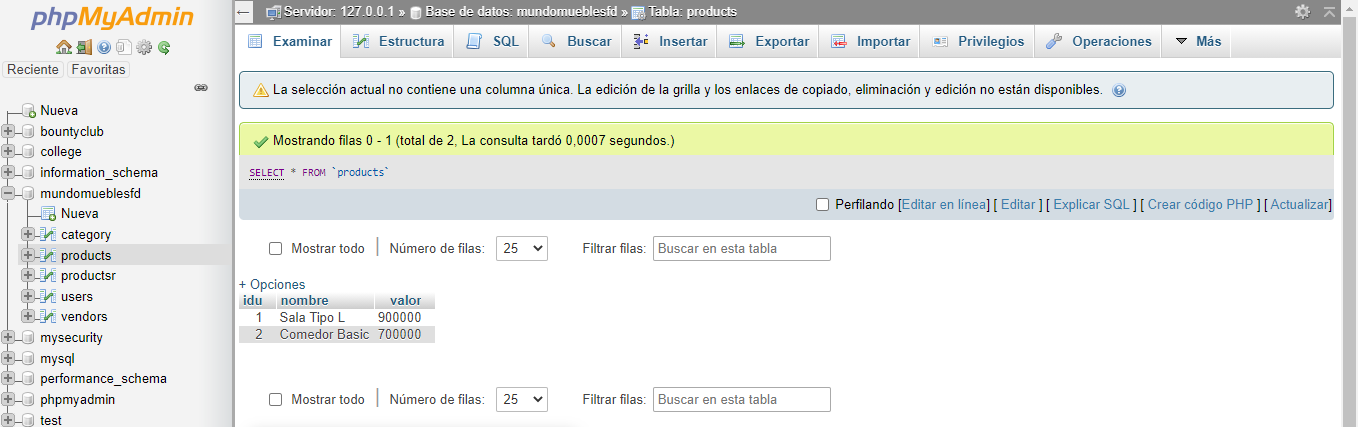 phpMyAdmin
Reciente Favoritas
Nueva
bountyclub
college
information_schema
mundomueblesfd
Nueva
category
products
productsr
users
vendors
mysecurity
mysql
performance_schema
phpmyadmin
test
Servidor: 127.0.0.1 » Base de datos: mundomueblesfd » Tabla: products
Examinar Estructura SQL Buscar Insertar Exportar Importar Privilegios Operaciones Más
La selección actual no contiene una columna única. La edición de la grilla y los enlaces de copiado, eliminación y edición no están disponibles.
Mostrando filas 0 - 1 (total de 2, La consulta tardó 0,0007 segundos.)
SELECT * FROM `products`
Perfilando [Editar en línea] [ Editar ] [ Explicar SQL ] [ Crear código PHP ] [ Actualizar]
Mostrar todo | Número de filas: 25 Filtrar filas: Buscar en esta tabla
+ Opciones
idu nombre valor
1 Sala Tipo L 900000
2 Comedor Basic 700000
Mostrar todo | Número de filas: 25 Filtrar filas: Buscar en esta tabla